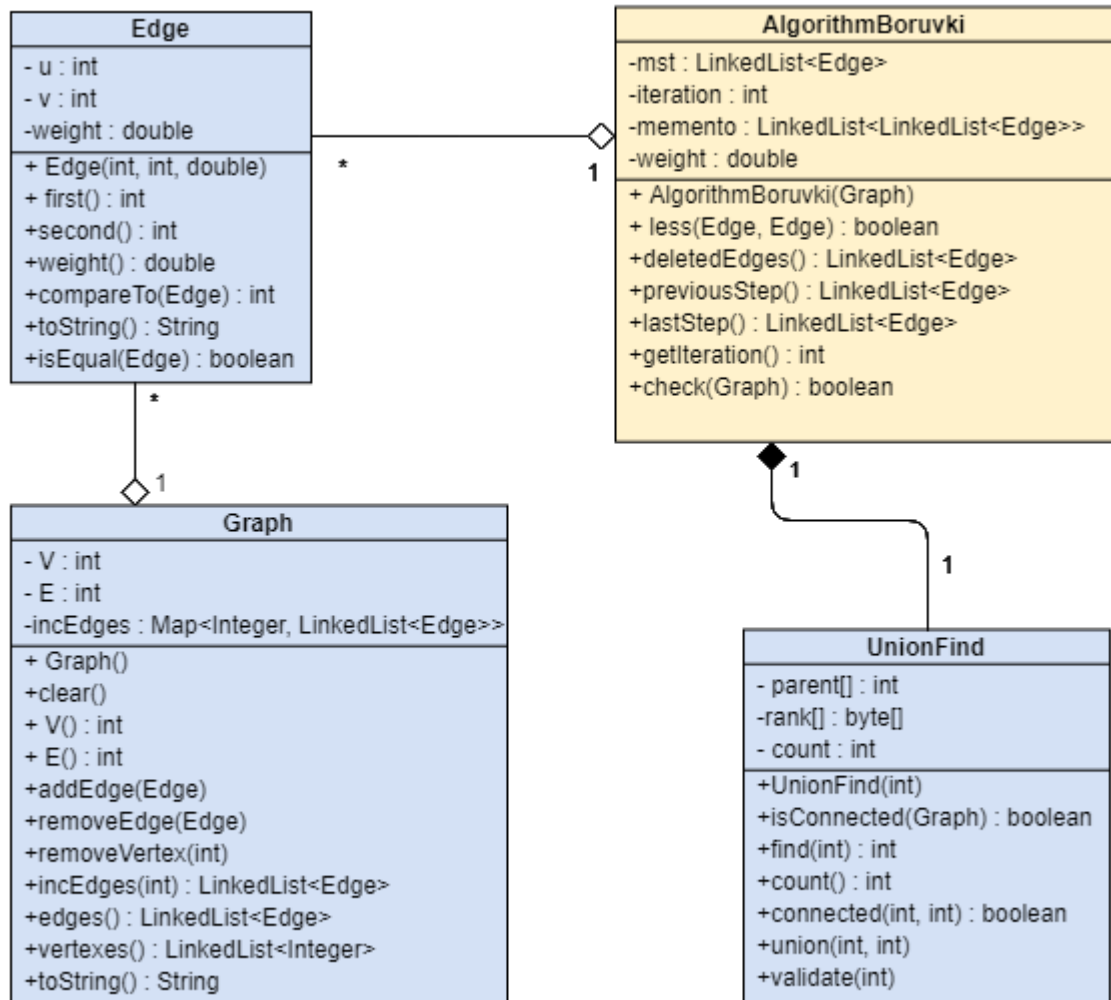 Edge
- u : int
- v : int
-weight : double
+ Edge(int, int, double)
+ first() : int
+second() : int
+weight() : double
+compareTo(Edge) : int
+toString() : String
+isEqual(Edge) : boolean
*
1
AlgorithmBoruvki
-mst : LinkedList<Edge>
-iteration : int
-memento : LinkedList<LinkedList<Edge>>
-weight : double
+ AlgorithmBoruvki(Graph)
+ less(Edge, Edge) : boolean
+deletedEdges() : LinkedList<Edge>
+previousStep() : LinkedList<Edge>
+lastStep() : LinkedList<Edge>
+getIteration() : int
+check(Graph) : boolean
*
1
Graph
- V : int
- E : int
-incEdges : Map<Integer, LinkedList<Edge>>
+ Graph()
+clear()
+ V() : int
+ E() : int
+addEdge(Edge)
+removeEdge(Edge)
+removeVertex(int)
+incEdges(int) : LinkedList<Edge>
+edges() : LinkedList<Edge>
+vertexes() : LinkedList<Integer>
+toString() : String
1
1
UnionFind
- parent[] : int
-rank[] : byte[]
- count : int
+UnionFind(int)
+isConnected(Graph) : boolean
+find(int) : int
+count() : int
+connected(int, int) : boolean
+union(int, int)
+validate(int)